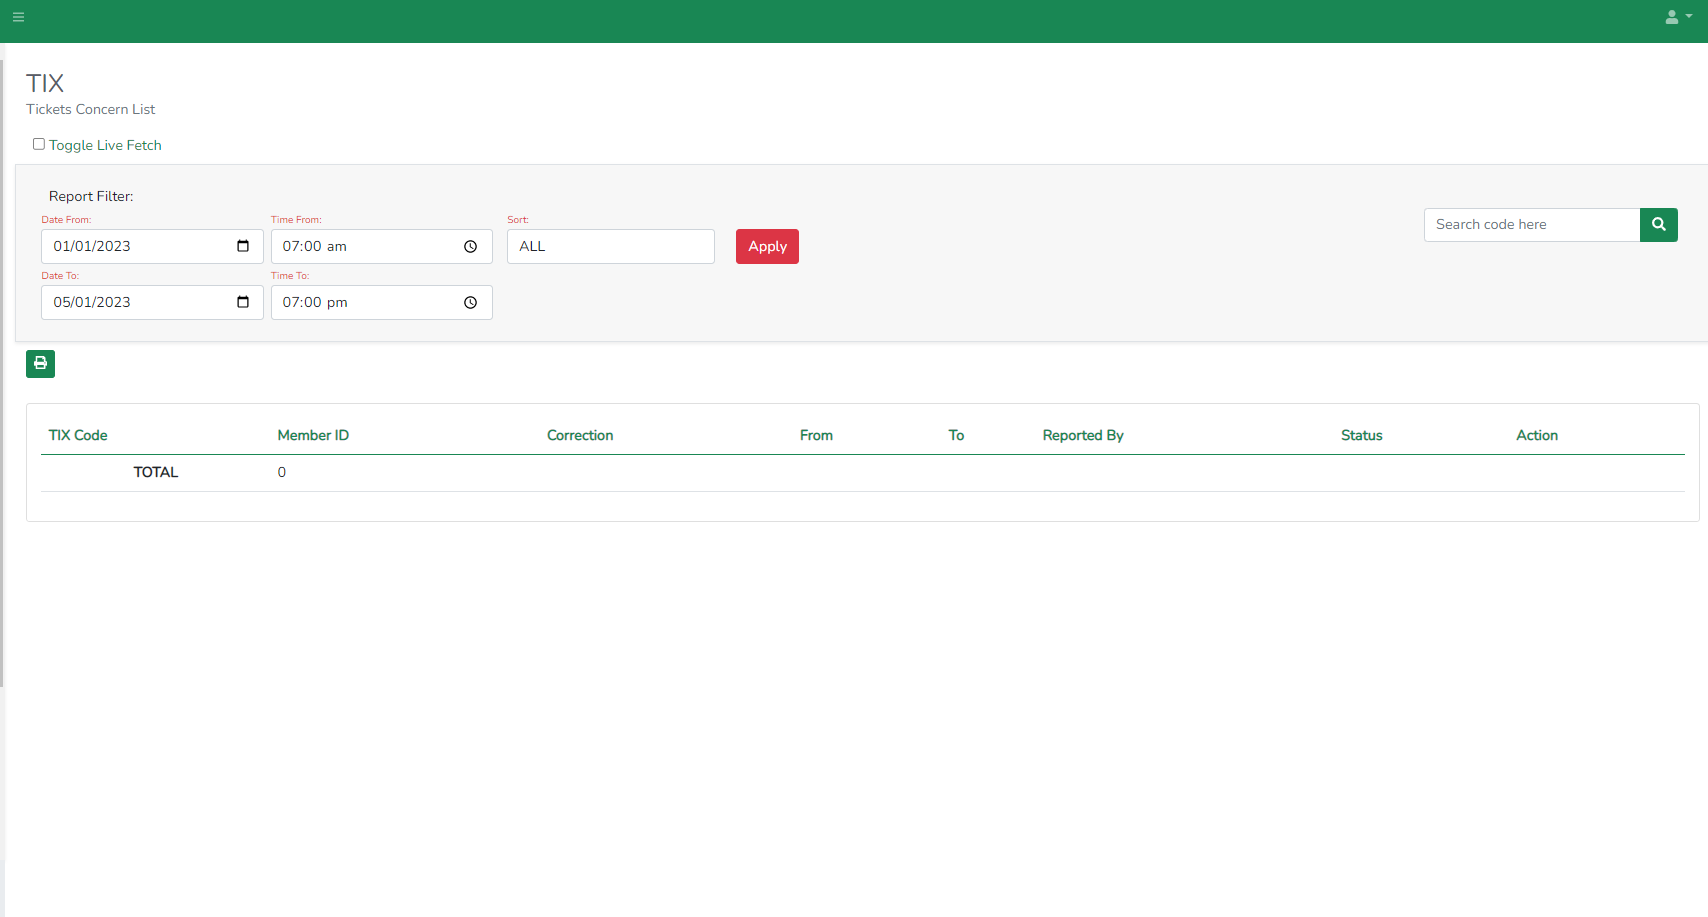 TIX
Tickets Concern List
Toggle Live Fetch
Report Filter:
Date From:
Time From:
Sort:
01/01/2023
07:00 am
ALL
Apply
Search code here
Date To:
Time To:
05/01/2023
07:00 pm
TIX Code Member ID Correction From To Reported By Status Action
TOTAL 0